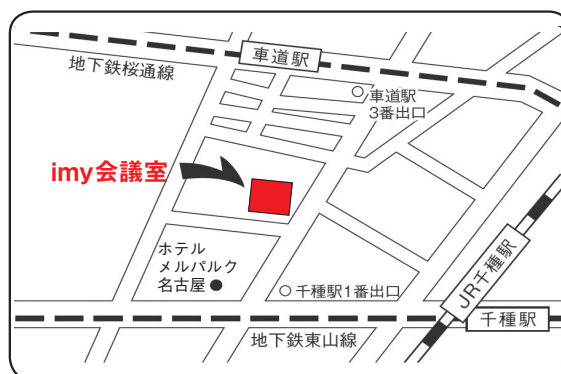 車道駅
地下鉄桜通線
車道駅
3番出口
imy会議室
ホテル
メルパルク
名古屋
千種駅1番出口
JR千種駅
千種駅
地下鉄東山線